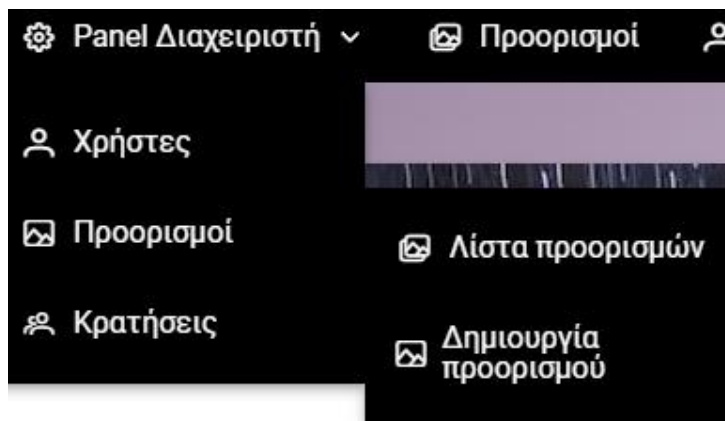 Panel Διαχειριστή
Προορισμοί
Χρήστες
Προορισμοί
Κρατήσεις
Λίστα προορισμών
Δημιουργία
προορισμού